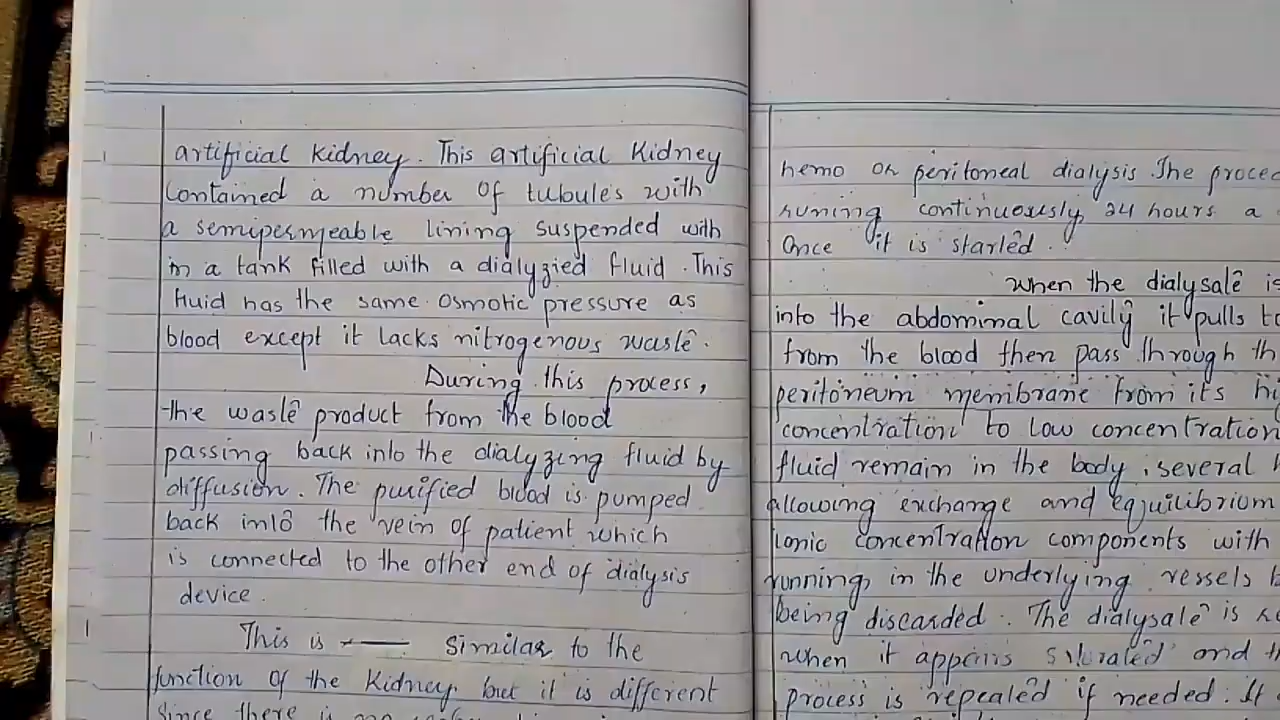 artificial kidney. This artificial Kidney
contained a number of tubules with
a semipermeable lining suspended with
in a tank filled with a dialyzied fluid. This
fluid has the same osmotic pressure as
blood except it lacks nitrogenous waste.
During this process,
the waste product from the blood
passing back into the dialyzing fluid by
diffusion. The purified blood is pumped
back into the vein of patient which
is connected to the other end of dialysis
device.
This is similar to the
function of the Kidney, but it is different
since there is
hemo or peritoneal dialysis. The
runing continuously, 24 hours a
Once it is started.
when the dialysate is
into the abdominal cavity it pulls
from the blood then pass through
peritoneum membrane from it's
concentration to low concentration
fluid remain in the body, several
allowing exchange and equilibrium
ionic concentration components with
running in the underlying vessels
being discarded. The dialysate is
when it appears and
process is repealed if needed. It